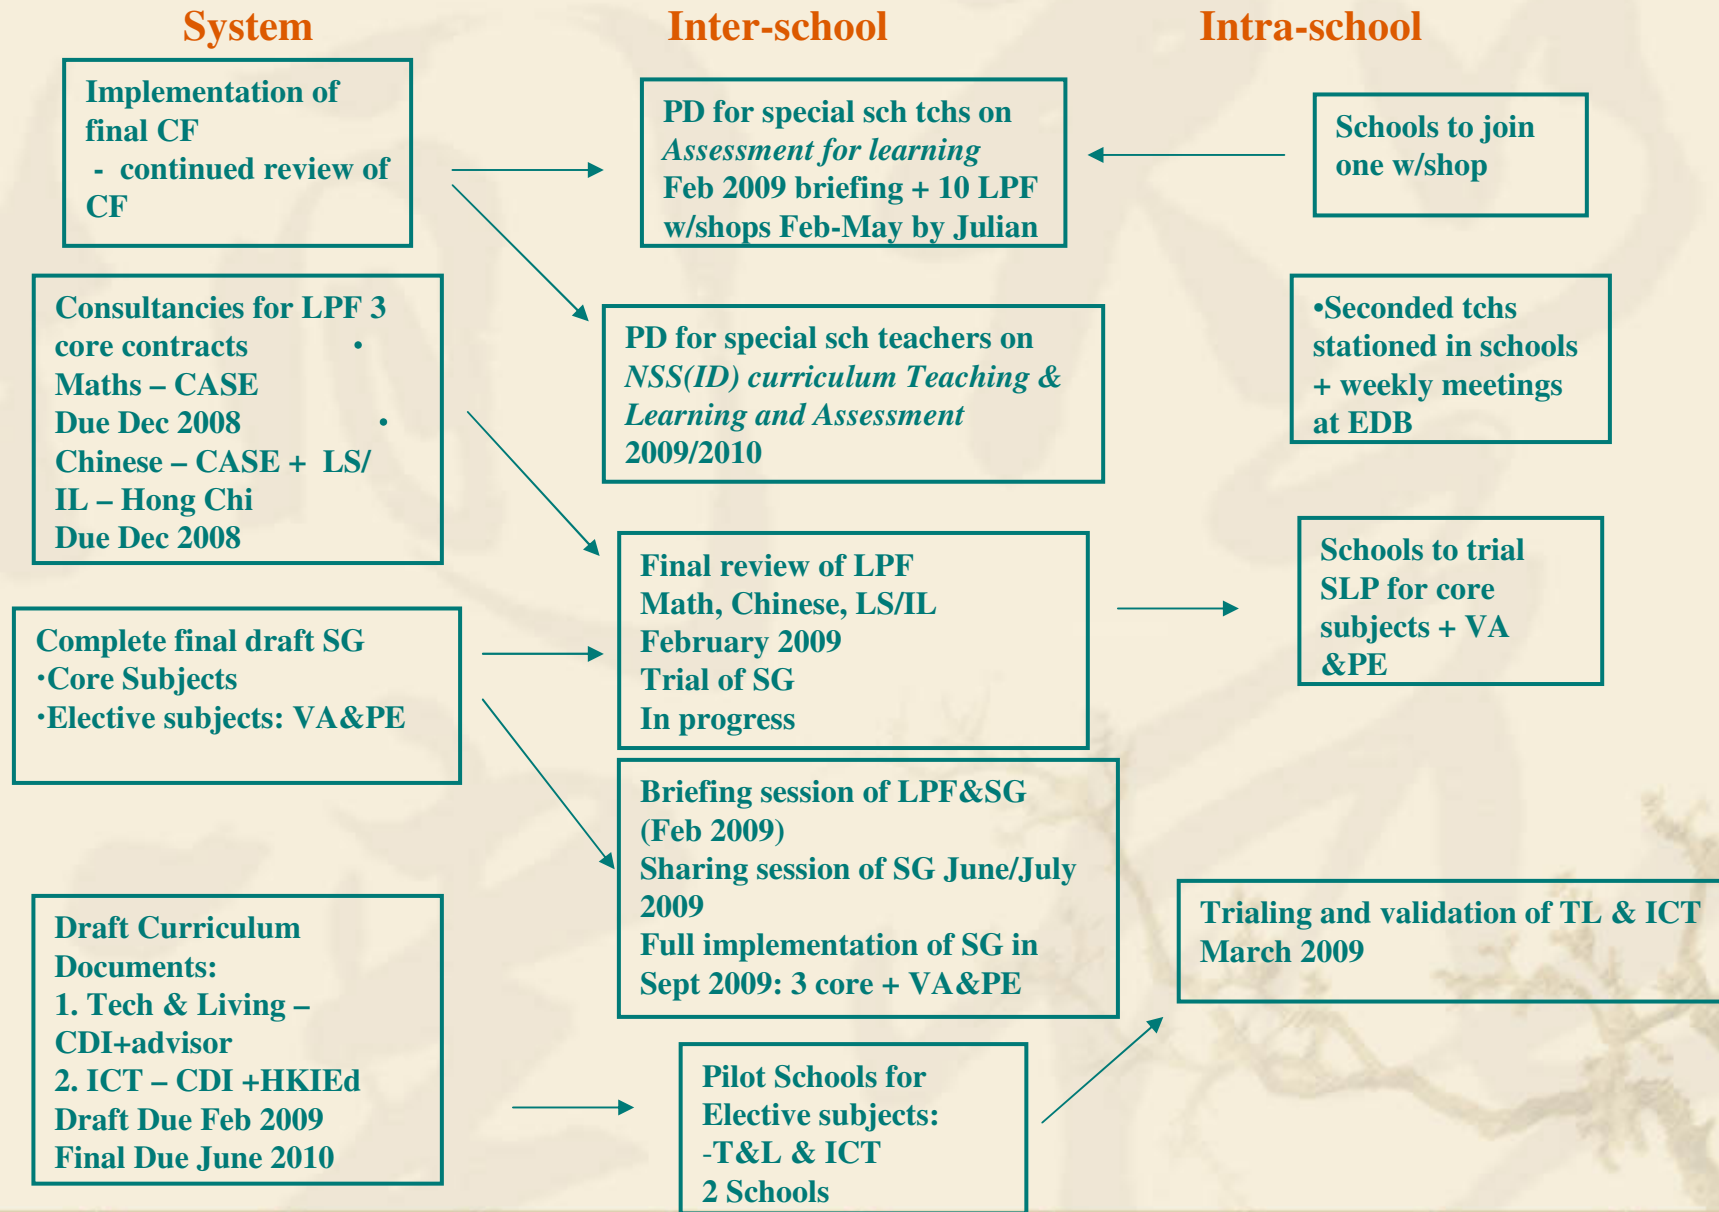 System
Inter-school
Intra-school
Implementation of
final CF
- continued review of
CF
PD for special sch tchs on
Assessment for learning
Feb 2009 briefing + 10 LPF
w/shops Feb-May by Julian
Schools to join
one w/shop
Consultancies for LPF 3
core contracts •
Maths – CASE
Due Dec 2008 •
Chinese – CASE + LS/
IL – Hong Chi
Due Dec 2008
PD for special sch teachers on
NSS(ID) curriculum Teaching &
Learning and Assessment
2009/2010
•Seconded tchs
stationed in schools
+ weekly meetings
at EDB
Complete final draft SG
•Core Subjects
•Elective subjects: VA&PE
Final review of LPF
Math, Chinese, LS/IL
February 2009
Trial of SG
In progress
Schools to trial
SLP for core
subjects + VA
&PE
Briefing session of LPF&SG
(Feb 2009)
Sharing session of SG June/July
2009
Full implementation of SG in
Sept 2009: 3 core + VA&PE
Draft Curriculum
Documents:
1. Tech & Living –
CDI+advisor
2. ICT – CDI +HKIEd
Draft Due Feb 2009
Final Due June 2010
Pilot Schools for
Elective subjects:
-T&L & ICT
2 Schools
Trialing and validation of TL & ICT
March 2009